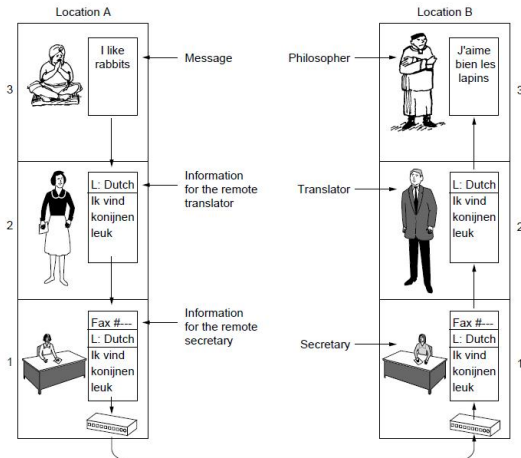 Location A
3
I like
rabbits
Message
2
L: Dutch
Ik vind
konijnen
leuk
Information
for the remote
translator
1
Fax #---
L: Dutch
Ik vind
konijnen
leuk
Information
for the remote
secretary
Location B
Philosopher
J'aime
bien les
lapins
3
Translator
L: Dutch
Ik vind
konijnen
leuk
2
Secretary
Fax #---
L: Dutch
Ik vind
konijnen
leuk
1